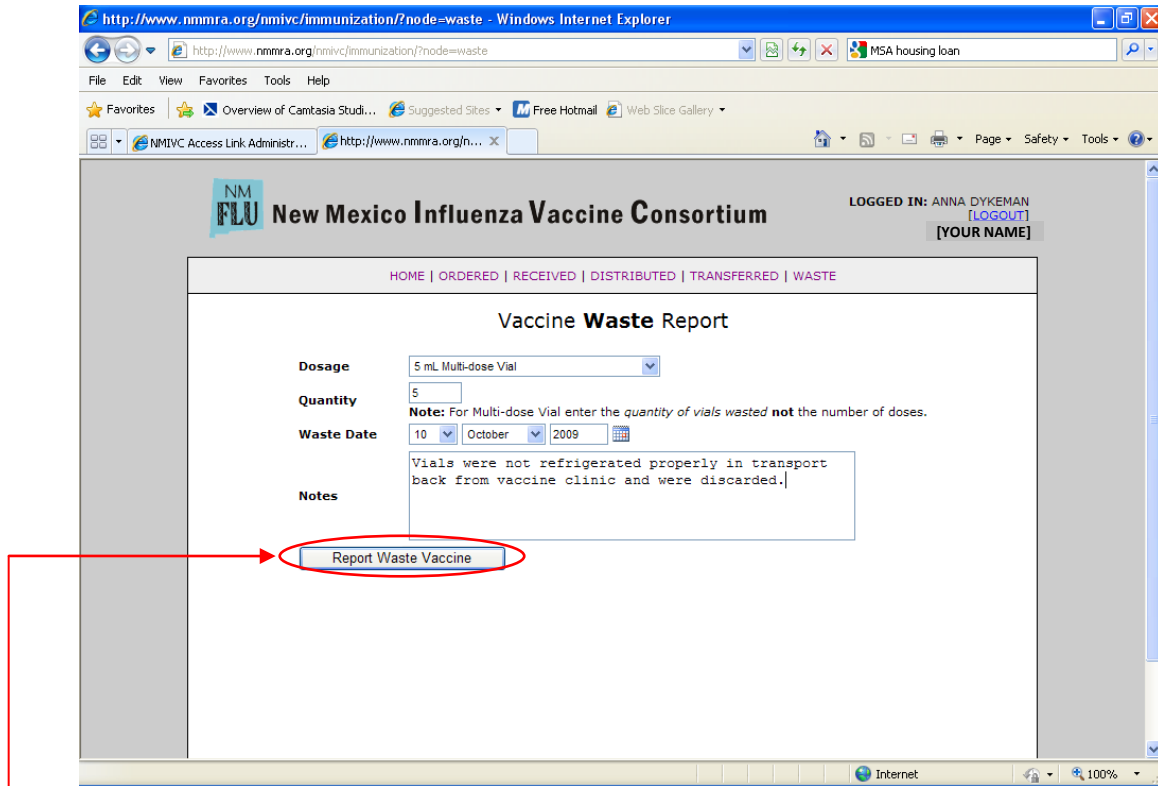 http://www.nmmra.org/nmivc/immunization/?node=waste - Windows Internet Explorer
http://www.nmmra.org/nmivc/immunization/?node=waste
MSA housing loan
File Edit View Favorites Tools Help
Favorites Overview of Camtasia Studi... Suggested Sites Free Hotmail Web Slice Gallery
NMIVC Access Link Administr... http://www.nmmra.org/n... X Page Safety Tools
NM
FLU New Mexico Influenza Vaccine Consortium
LOGGED IN: ANNA DYKEMAN
[LOGOUT]
[YOUR NAME]
HOME | ORDERED | RECEIVED | DISTRIBUTED | TRANSFERRED | WASTE
Vaccine Waste Report
Dosage 5 mL Multi-dose Vial
Quantity 5
Note: For Multi-dose Vial enter the quantity of vials wasted not the number of doses.
Waste Date 10 October 2009
Notes Vials were not refrigerated properly in transport
back from vaccine clinic and were discarded.
Report Waste Vaccine
Internet 100%